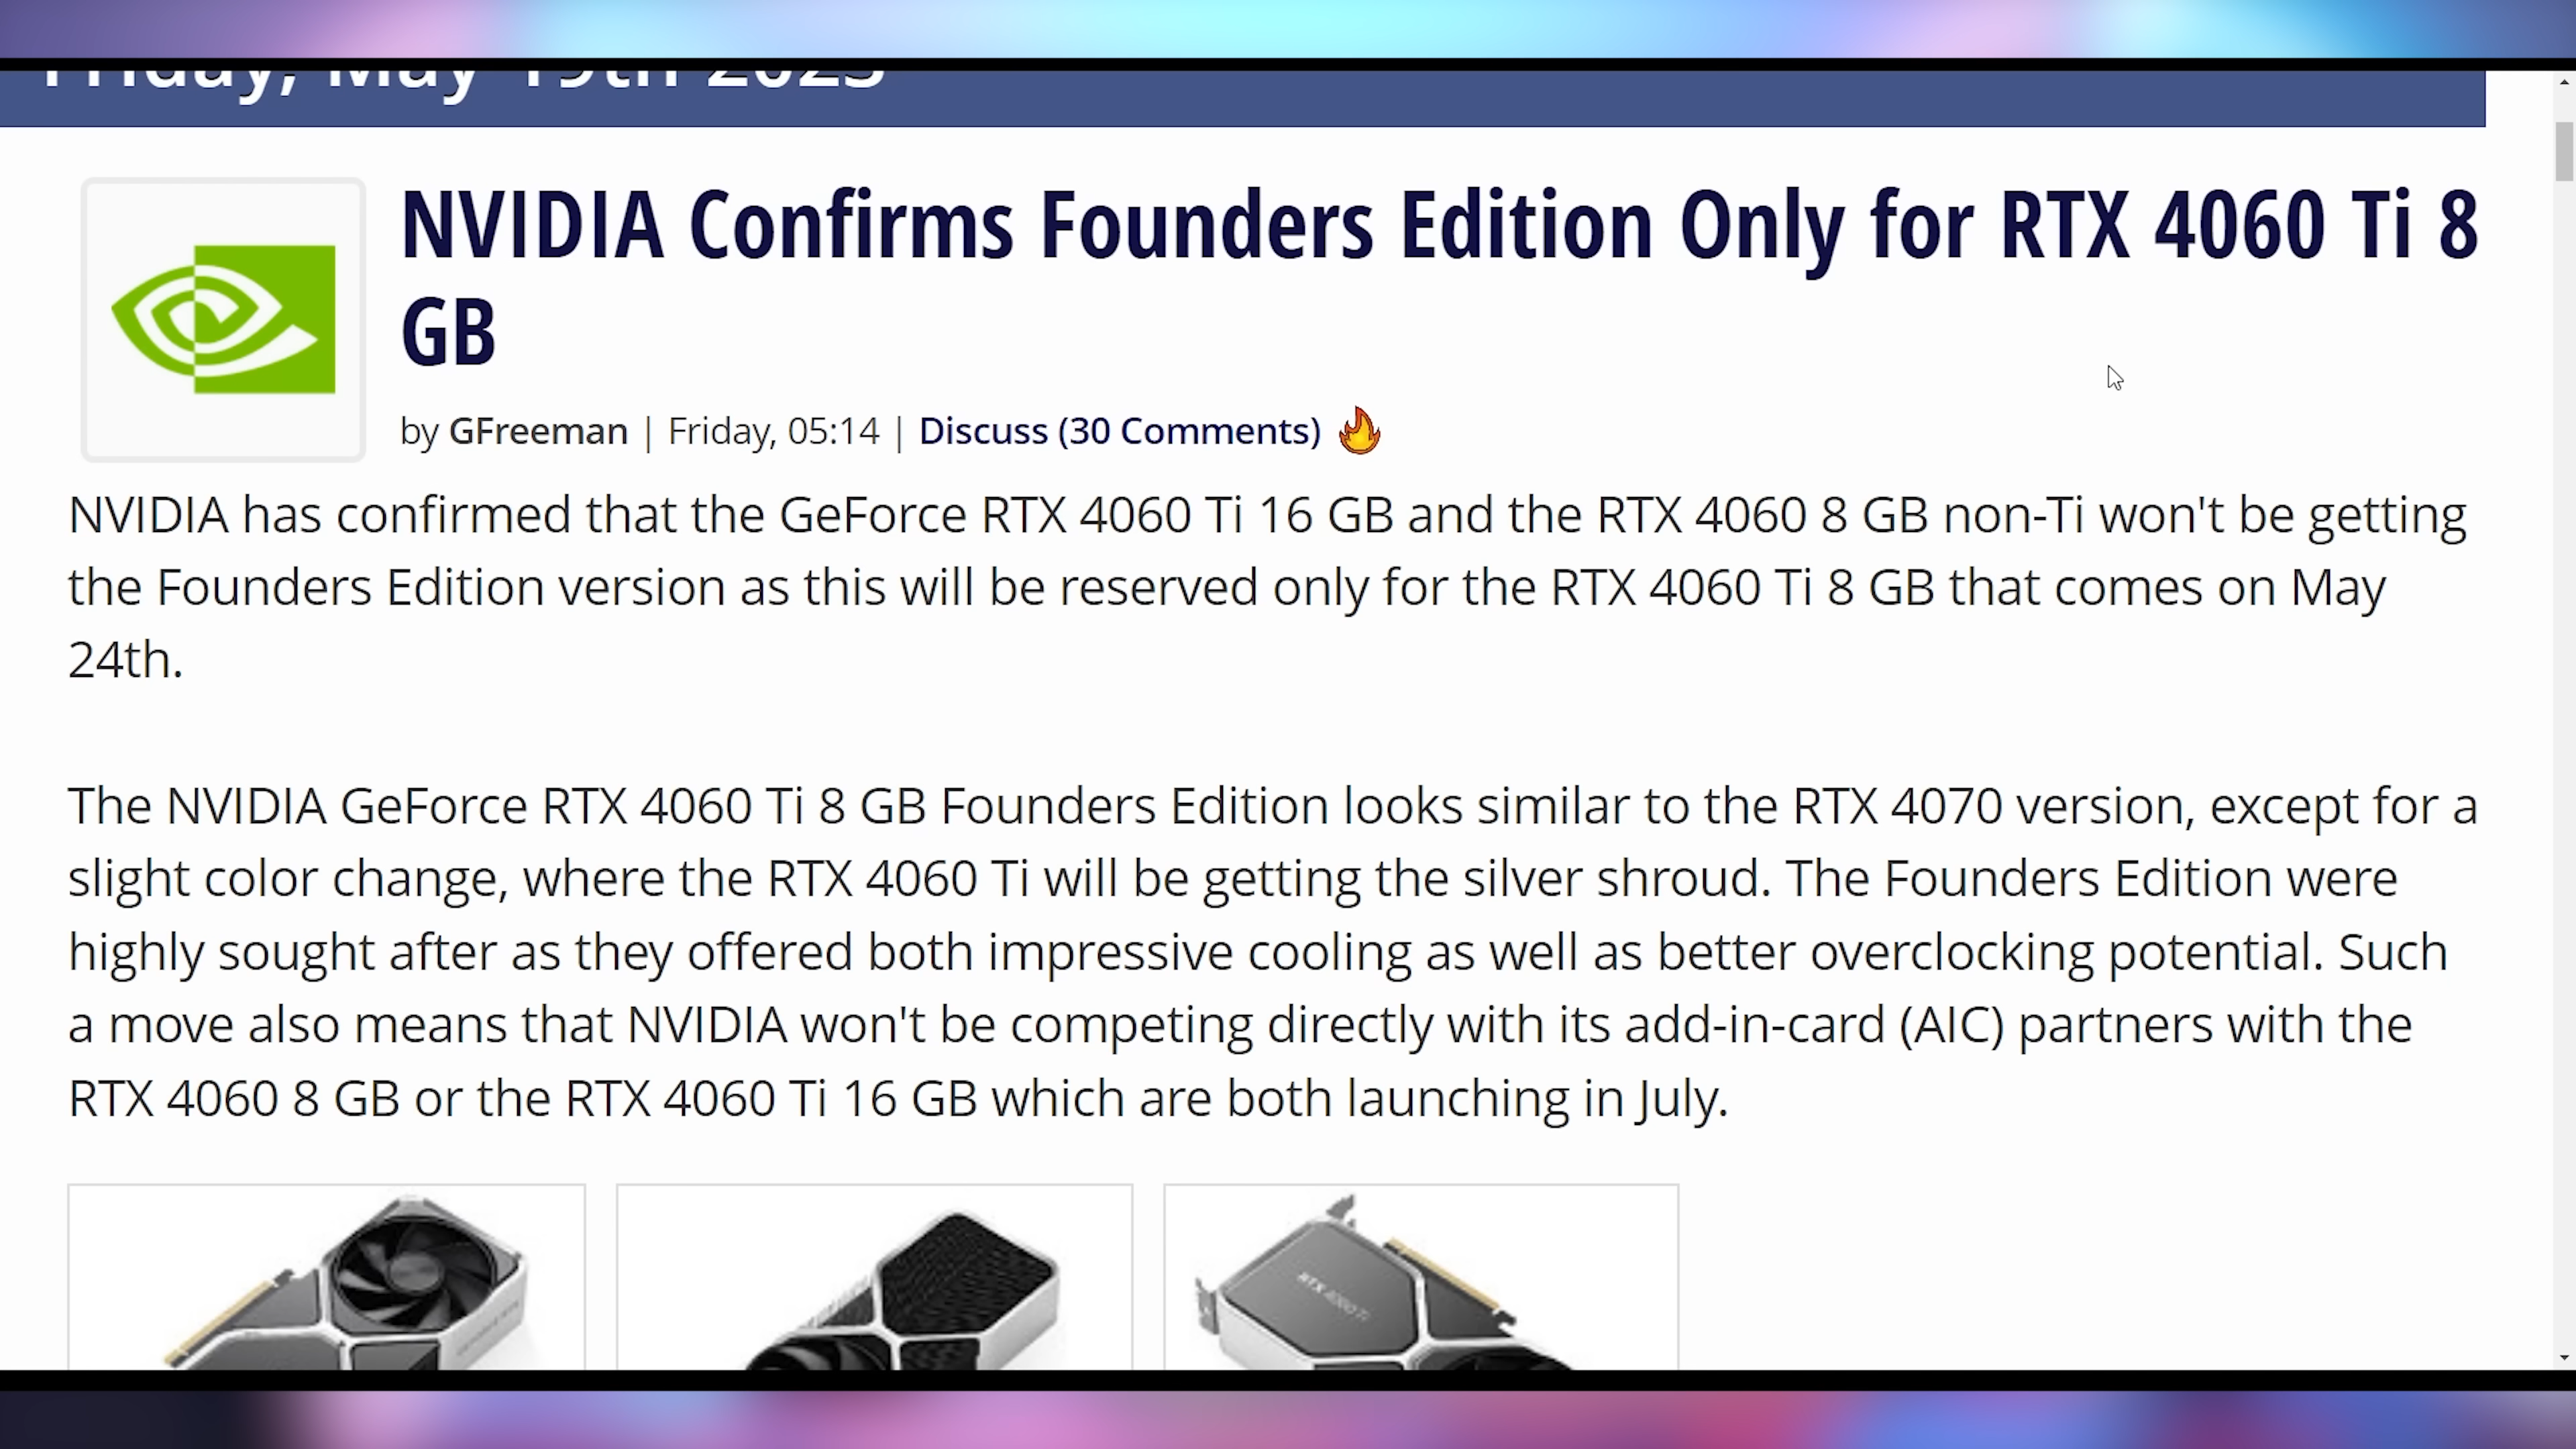 Friday, May 19th 2023
NVIDIA Confirms Founders Edition Only for RTX 4060 Ti 8
GB
by GFreeman | Friday, 05:14 | Discuss (30 Comments)
NVIDIA has confirmed that the GeForce RTX 4060 Ti 16 GB and the RTX 4060 8 GB non-Ti won't be getting
the Founders Edition version as this will be reserved only for the RTX 4060 Ti 8 GB that comes on May
24th.
The NVIDIA GeForce RTX 4060 Ti 8 GB Founders Edition looks similar to the RTX 4070 version, except for a
slight color change, where the RTX 4060 Ti will be getting the silver shroud. The Founders Edition were
highly sought after as they offered both impressive cooling as well as better overclocking potential. Such
a move also means that NVIDIA won't be competing directly with its add-in-card (AIC) partners with the
RTX 4060 8 GB or the RTX 4060 Ti 16 GB which are both launching in July.
RTX 4060 Ti